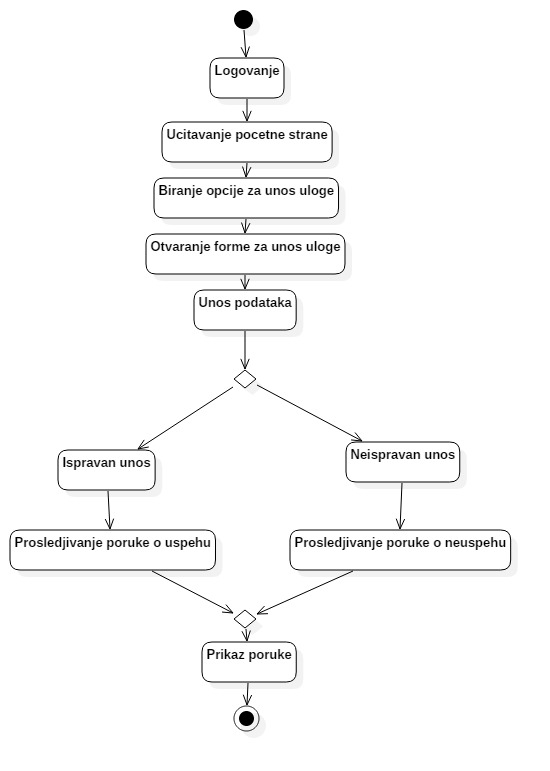 Logovanje
Ucitavanje pocetne strane
Biranje opcije za unos uloge
Otvaranje forme za unos uloge
Unos podataka
Ispravan unos
Neispravan unos
Prosledjivanje poruke o uspehu
Prosledjivanje poruke o neuspehu
Prikaz poruke